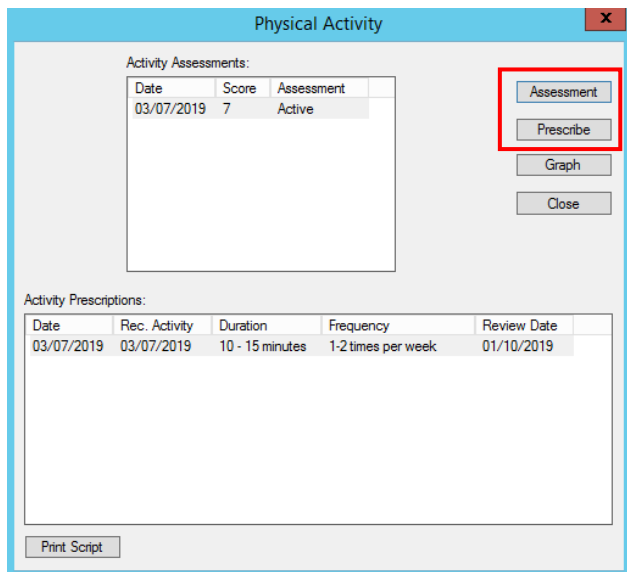 Physical Activity
x
Activity Assessments:
Date Score Assessment
03/07/2019 7 Active
Assessment
Prescribe
Graph
Close
Activity Prescriptions:
Date Rec. Activity Duration Frequency Review Date
03/07/2019 03/07/2019 10 - 15 minutes 1-2 times per week 01/10/2019
Print Script